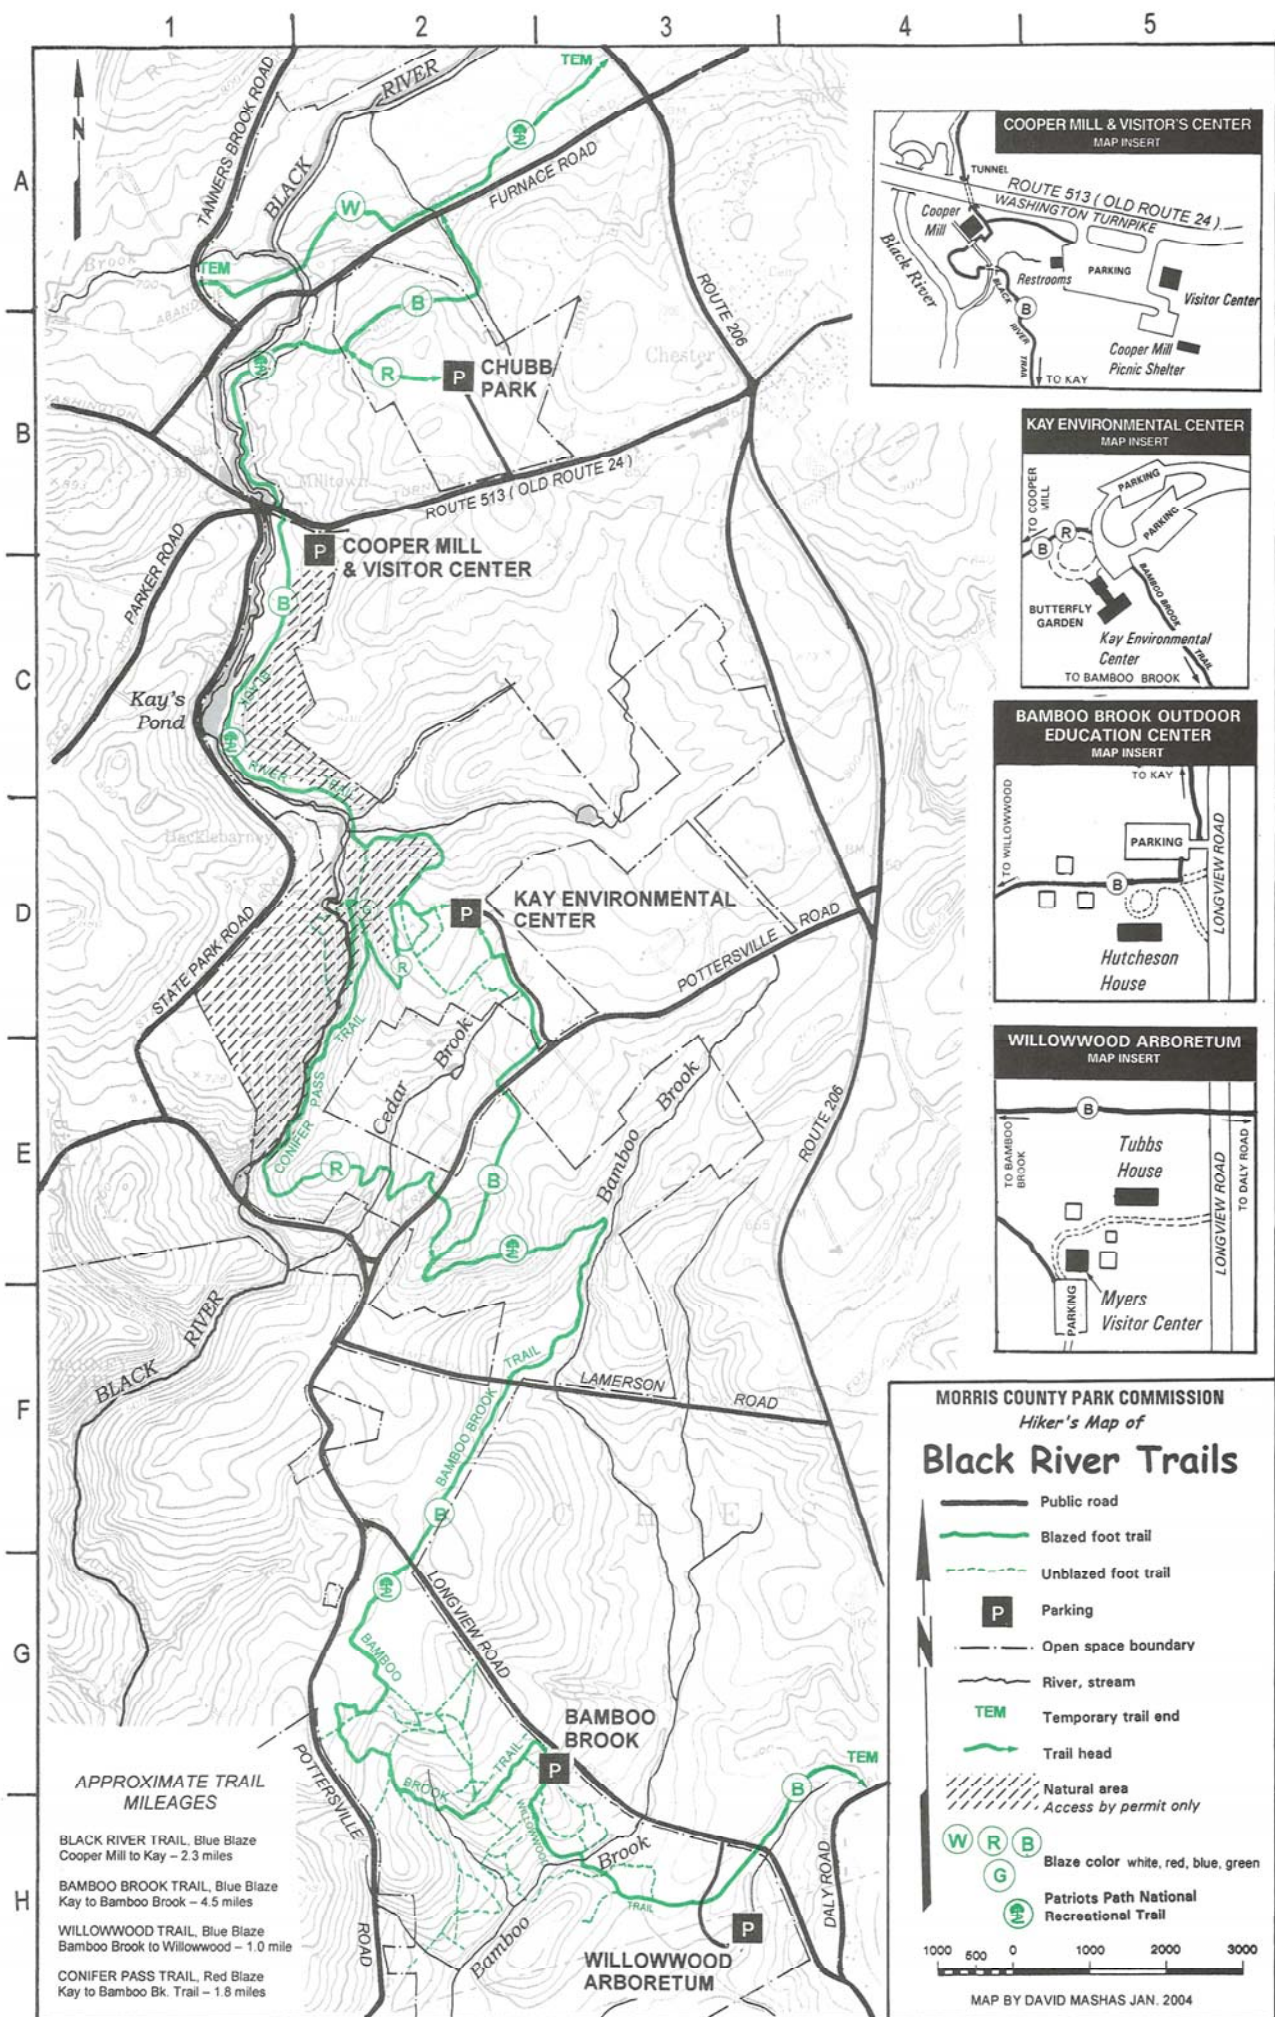 1
2
3
4
5
A
B
C
D
E
F
G
H
N
TANNERS BROOK ROAD
BLACK
RIVER
TEM
W
FURNACE ROAD
TEM
B
ROUTE 206
R
P
CHUBB
PARK
Chester
Milltown
ROUTE 513 ( OLD ROUTE 24 )
PARKER ROAD
P
COOPER MILL
& VISITOR CENTER
B
BLACK
Kay's
Pond
RIVER
TRAIL
Hacklebarney
STATE PARK ROAD
G
P
KAY ENVIRONMENTAL
CENTER
R
POTTERSVILLE
ROAD
CONIFER
PASS
TRAIL
Cedar
Brook
Bamboo
Brook
ROUTE 206
R
B
BLACK
RIVER
TRAIL
BAMBOO BROOK
LAMERSON
ROAD
B
C H E S
LONGVIEW ROAD
BAMBOO
BROOK
TRAIL
BAMBOO
BROOK
P
POTTERSVILLE
ROAD
WILLOWWOOD
TRAIL
Bamboo
Brook
B
TEM
DALY ROAD
P
WILLOWWOOD
ARBORETUM
APPROXIMATE TRAIL
MILEAGES
BLACK RIVER TRAIL, Blue Blaze
Cooper Mill to Kay – 2.3 miles
BAMBOO BROOK TRAIL, Blue Blaze
Kay to Bamboo Brook – 4.5 miles
WILLOWWOOD TRAIL, Blue Blaze
Bamboo Brook to Willowwood – 1.0 mile
CONIFER PASS TRAIL, Red Blaze
Kay to Bamboo Bk. Trail – 1.8 miles
COOPER MILL & VISITOR'S CENTER
MAP INSERT
TUNNEL
ROUTE 513 ( OLD ROUTE 24 )
WASHINGTON TURNPIKE
Cooper
Mill
Black River
Restrooms
PARKING
Visitor Center
BLACK
B
RIVER
TRAIL
Cooper Mill
Picnic Shelter
TO KAY
KAY ENVIRONMENTAL CENTER
MAP INSERT
TO COOPER
MILL
PARKING
PARKING
R
B
BUTTERFLY
GARDEN
BAMBOO BROOK
TRAIL
Kay Environmental
Center
TO BAMBOO BROOK
BAMBOO BROOK OUTDOOR
EDUCATION CENTER
MAP INSERT
TO KAY
TO WILLOWWOOD
PARKING
B
LONGVIEW ROAD
Hutcheson
House
WILLOWWOOD ARBORETUM
MAP INSERT
B
TO BAMBOO
BROOK
Tubbs
House
LONGVIEW ROAD
TO DALY ROAD
PARKING
Myers
Visitor Center
MORRIS COUNTY PARK COMMISSION
Hiker's Map of
Black River Trails
Public road
Blazed foot trail
Unblazed foot trail
P
Parking
Open space boundary
River, stream
TEM
Temporary trail end
Trail head
Natural area
Access by permit only
W R B
G
Blaze color white, red, blue, green
Patriots Path National
Recreational Trail
N
1000 500 0 1000 2000 3000
MAP BY DAVID MASHAS JAN. 2004